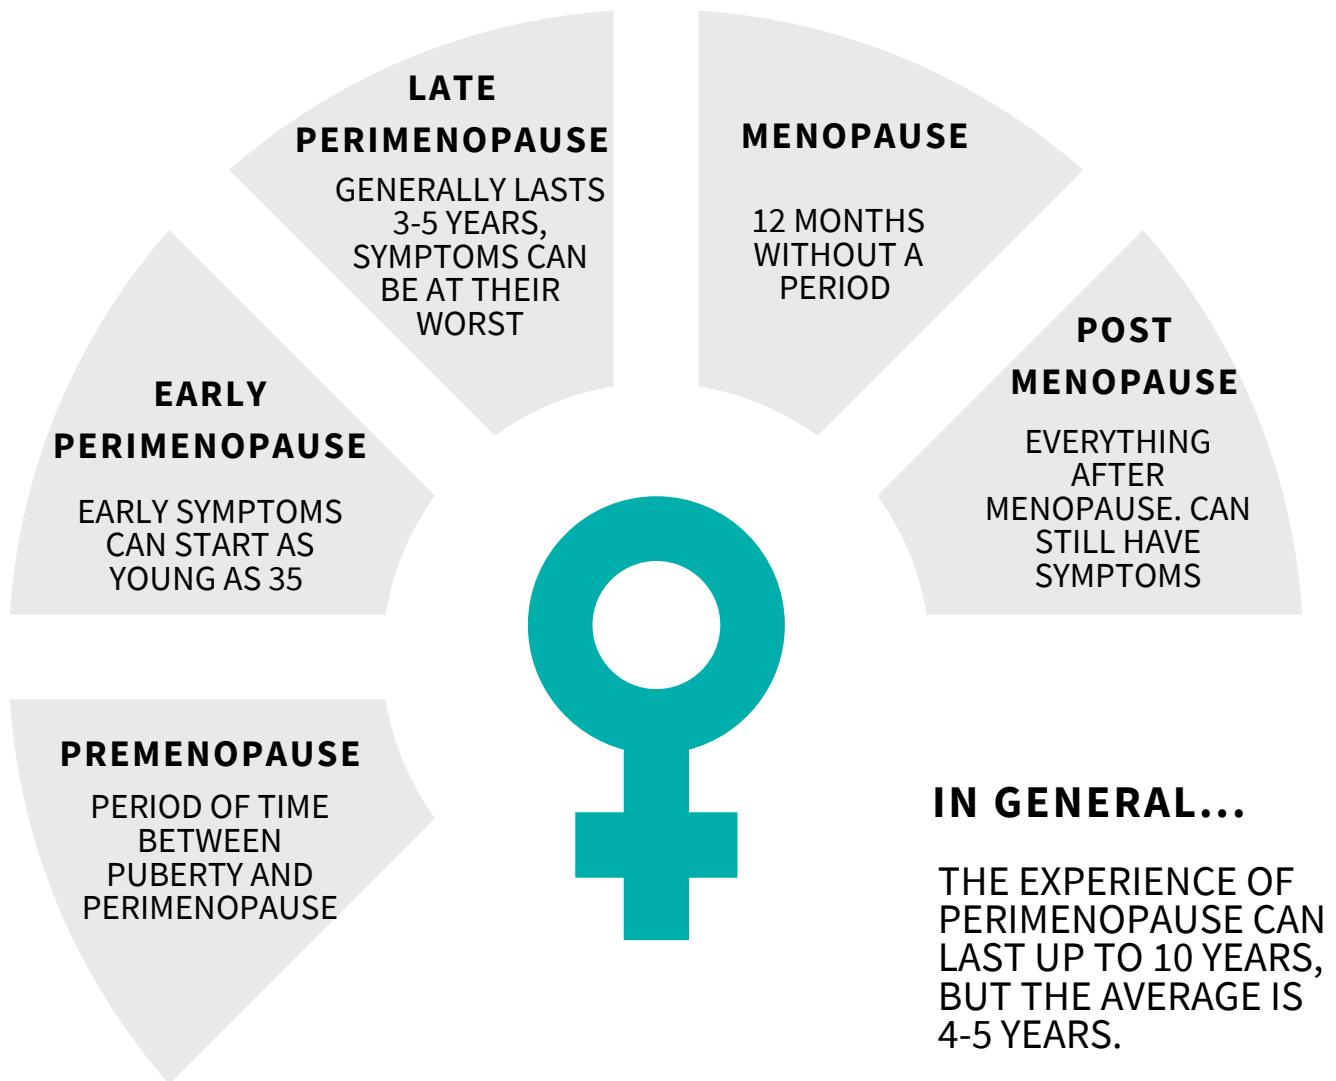 LATE
PERIMENOPAUSE
GENERALLY LASTS
3-5 YEARS,
SYMPTOMS CAN
BE AT THEIR
WORST
MENOPAUSE
12 MONTHS
WITHOUT A
PERIOD
POST
MENOPAUSE
EVERYTHING
AFTER
MENOPAUSE. CAN
STILL HAVE
SYMPTOMS
EARLY
PERIMENOPAUSE
EARLY SYMPTOMS
CAN START AS
YOUNG AS 35
PREMENOPAUSE
PERIOD OF TIME
BETWEEN
PUBERTY AND
PERIMENOPAUSE
IN GENERAL...
THE EXPERIENCE OF
PERIMENOPAUSE CAN
LAST UP TO 10 YEARS,
BUT THE AVERAGE IS
4-5 YEARS.